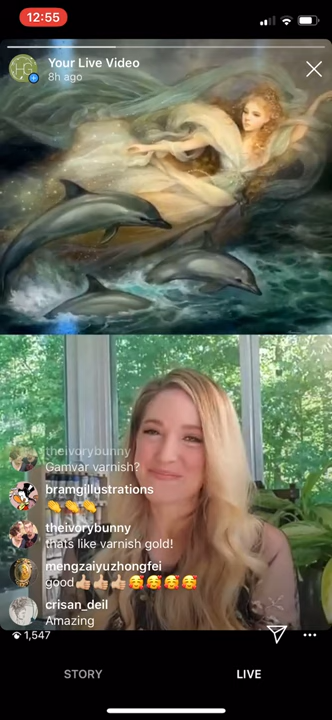 12:55
HG
Your Live Video
8h ago
theivorybunny
Gamvar varnish?
bramgillustrations
👏👏👏
theivorybunny
thats like varnish gold!
mengzaiyuzhongfei
good👍🏼👍🏼👍🏼🥰🥰🥰🥰
crisan_deil
Amazing
1,547
STORY
LIVE